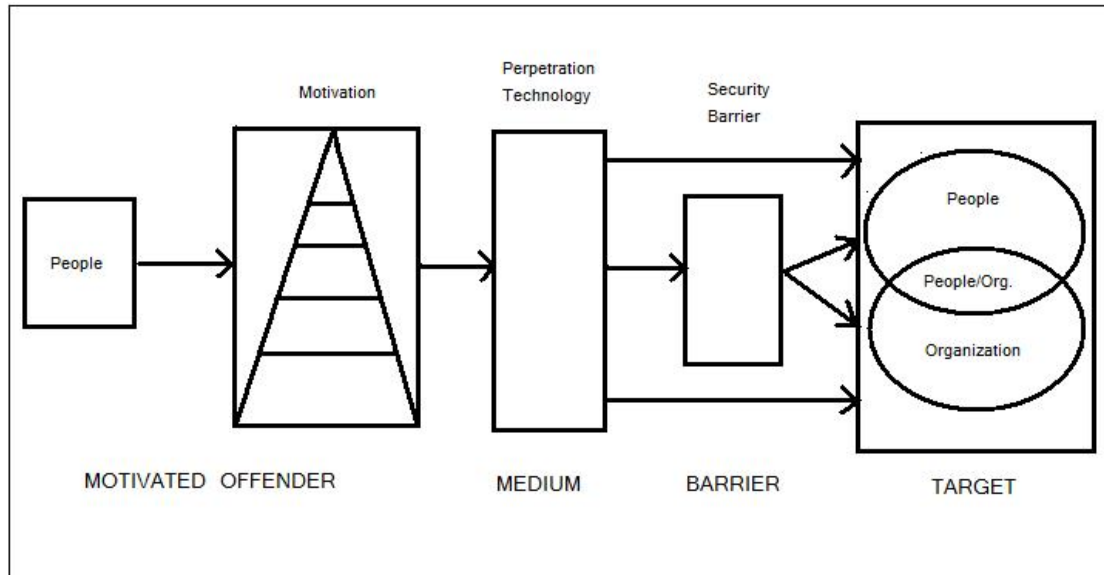 Motivation
Perpetration
Technology
Security
Barrier
People
People
People/Org.
Organization
MOTIVATED OFFENDER
MEDIUM
BARRIER
TARGET